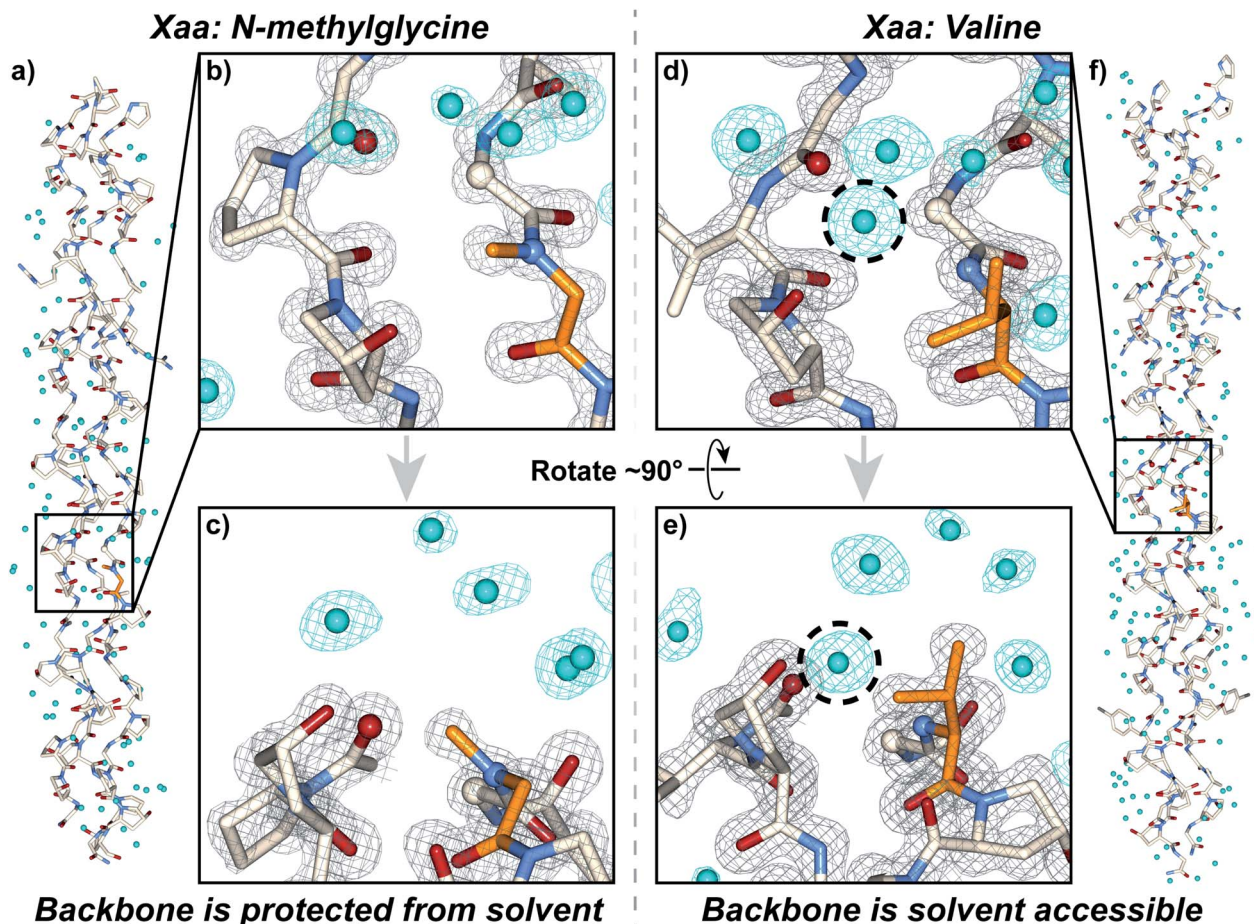 Xaa: N-methylglycine
Xaa: Valine
a)
b)
d)
f)
Rotate ~90°
c)
e)
Backbone is protected from solvent
Backbone is solvent accessible